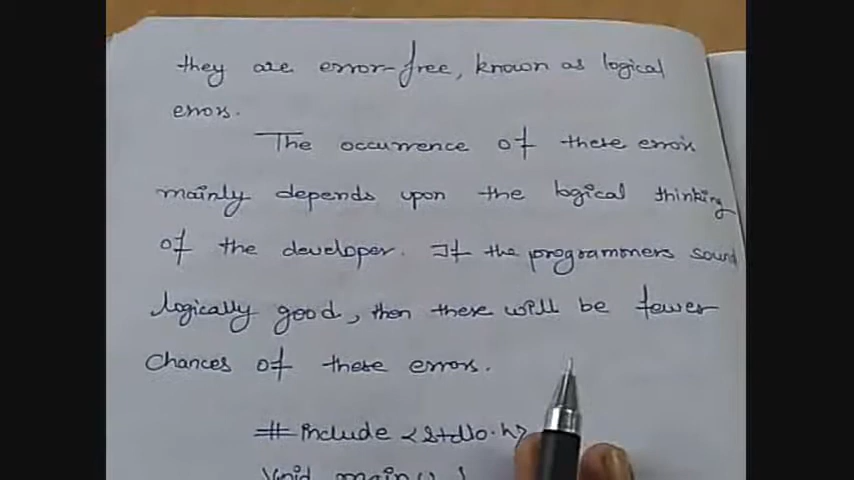 they are error-free, known as logical
errors.
The occurrence of these errors
mainly depends upon the logical thinking
of the developer. If the programmers sound
logically good, then there will be fewer
chances of these errors.
# include <stdio.h>
Void main() {